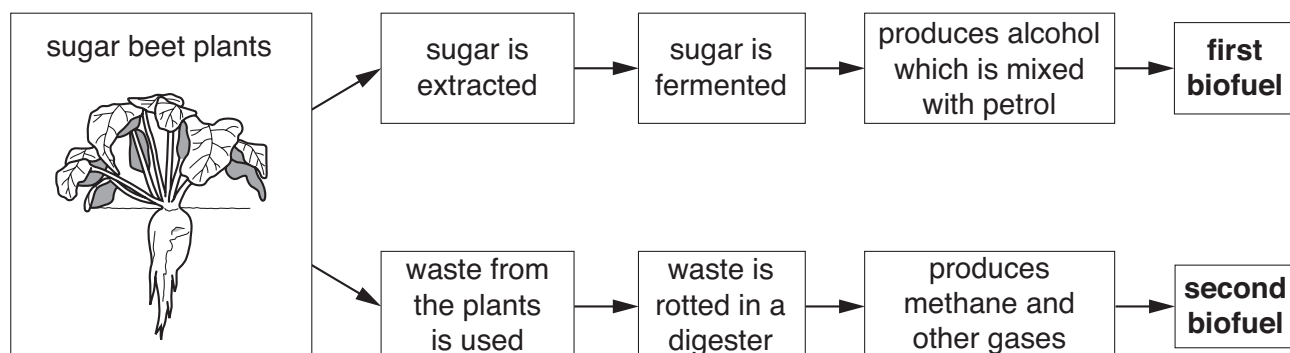 sugar beet plants
sugar is
extracted
sugar is
fermented
produces alcohol
which is mixed
with petrol
first
biofuel
waste from
the plants
is used
waste is
rotted in a
digester
produces
methane and
other gases
second
biofuel